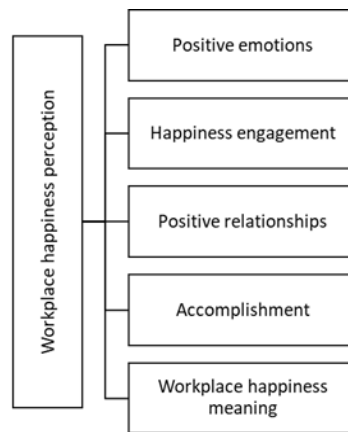 Workplace happiness perception
Positive emotions
Happiness engagement
Positive relationships
Accomplishment
Workplace happiness
meaning